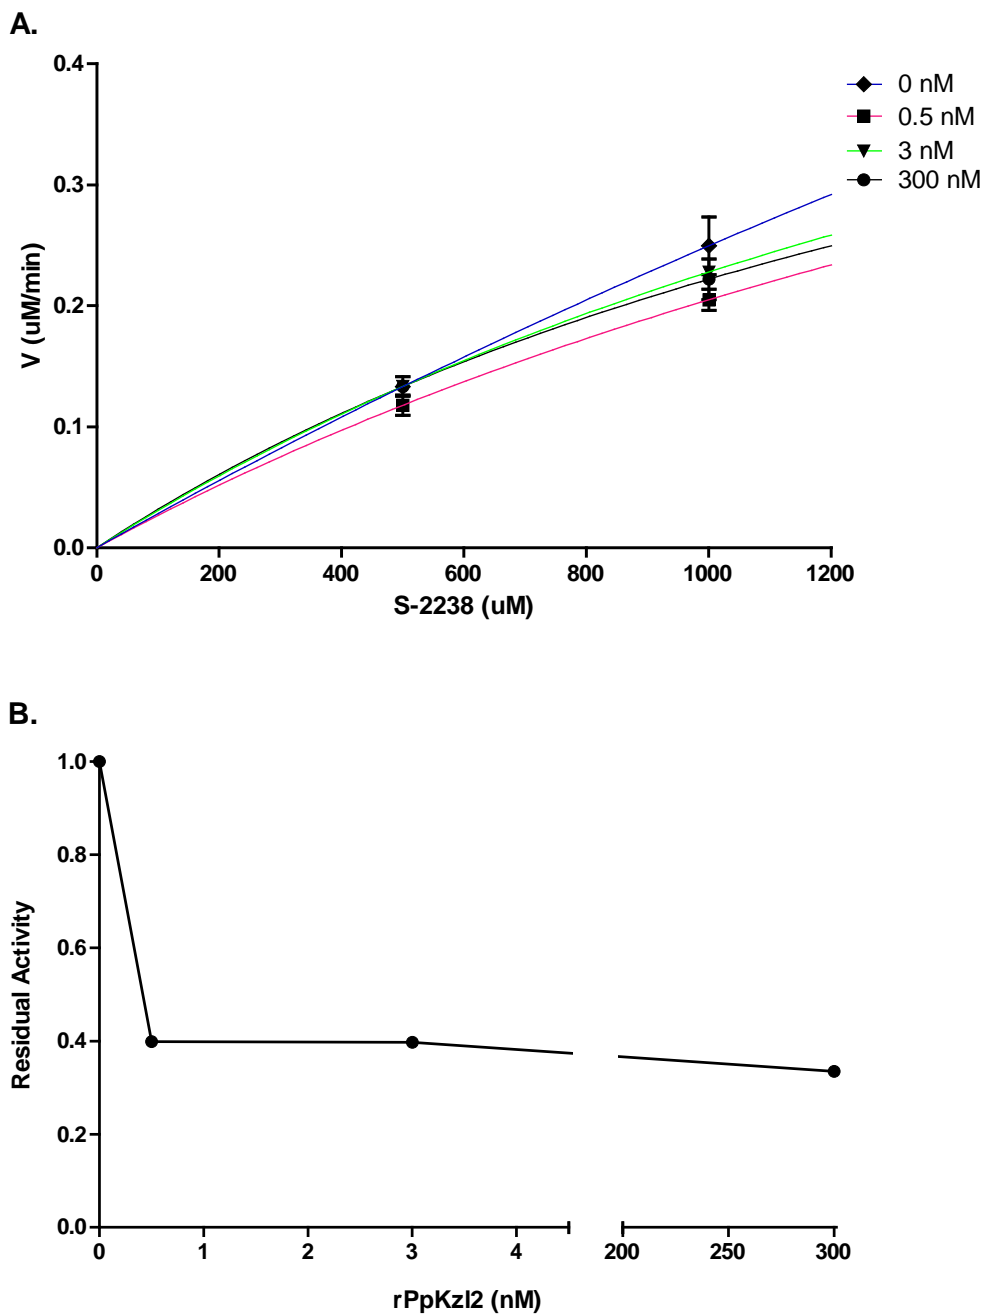 A.
0.4
0.3
0.2
0.1
0.0
V (uM/min)
0 200 400 600 800 1000 1200
S-2238 (uM)
0 nM
0.5 nM
3 nM
300 nM
B.
1.0
0.8
0.6
0.4
0.2
0.0
Residual Activity
0 1 2 3 4 200 250 300
rPpKzl2 (nM)